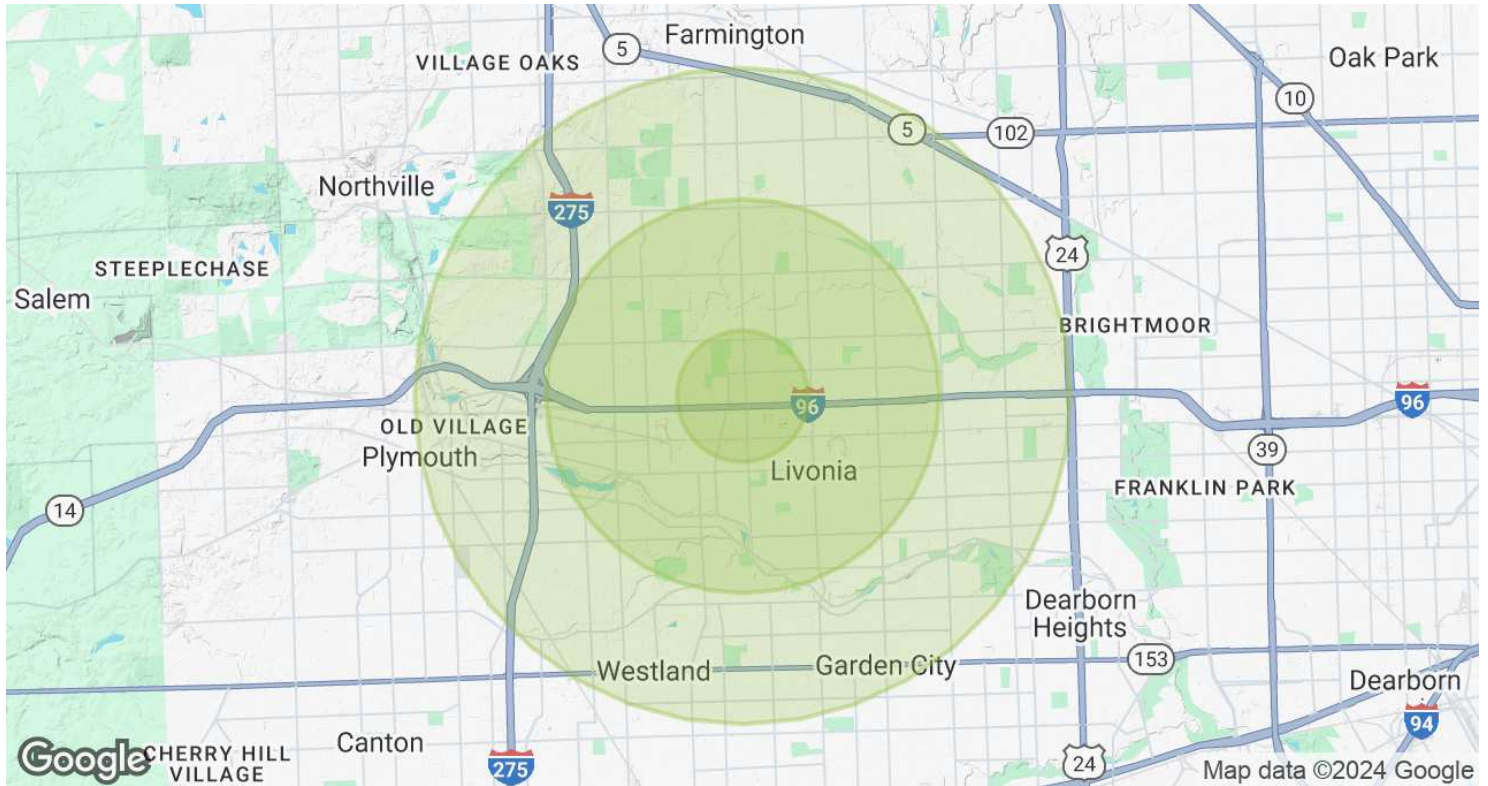 Farmington
5
VILLAGE OAKS
Oak Park
10
5
102
Northville
275
24
STEEPLECHASE
Salem
BRIGHTMOOR
96
96
OLD VILLAGE
Plymouth
39
Livonia
FRANKLIN PARK
14
Dearborn
Heights
153
Westland
Garden City
Dearborn
94
Canton
Google
CHERRY HILL
VILLAGE
275
24
Map data ©2024 Google